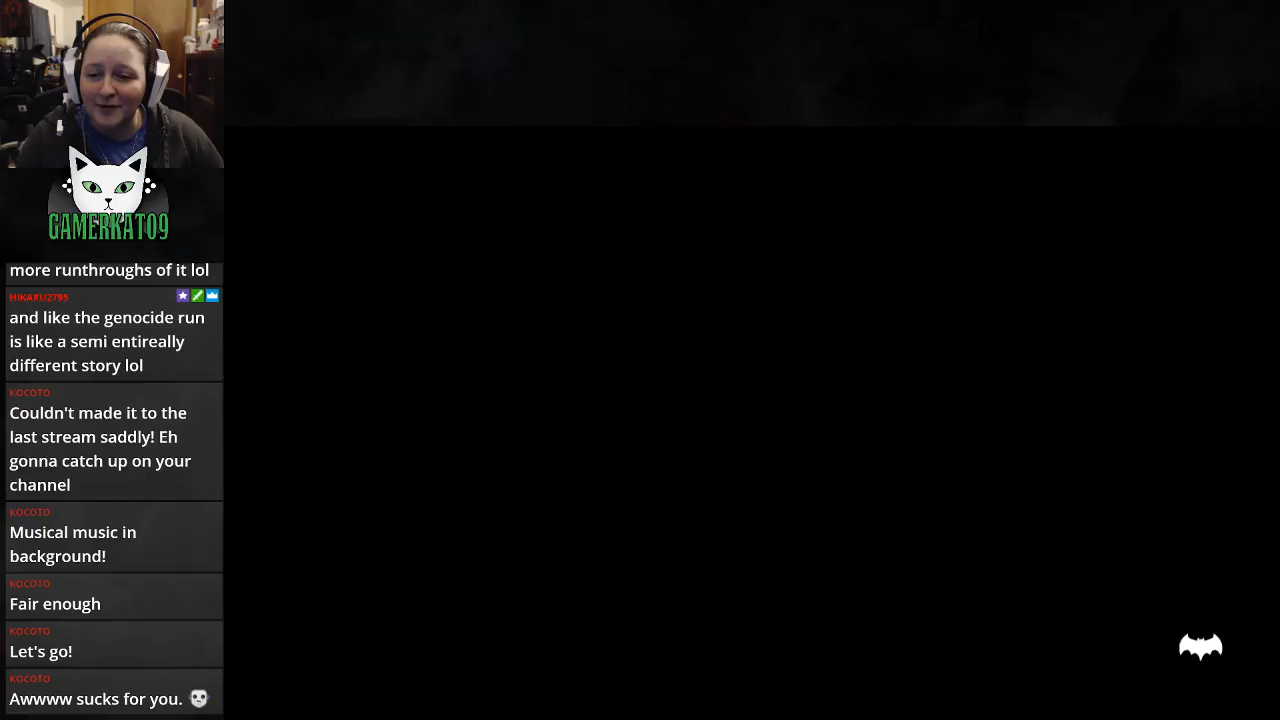 GAMERKAT09
more runthroughs of it lol
HIKARU2795
and like the genocide run
is like a semi entireally
different story lol
KOCOTO
Couldn't made it to the
last stream saddly! Eh
gonna catch up on your
channel
KOCOTO
Musical music in
background!
KOCOTO
Fair enough
KOCOTO
Let's go!
KOCOTO
Awwww sucks for you.